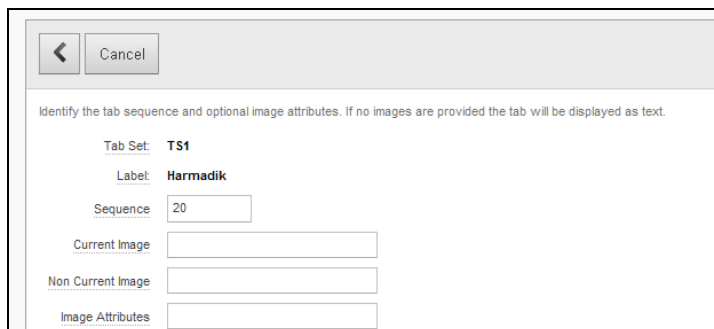 Cancel
Identify the tab sequence and optional image attributes. If no images are provided the tab will be displayed as text.
Tab Set: TS1
Label: Harmadik
Sequence 20
Current Image
Non Current Image
Image Attributes